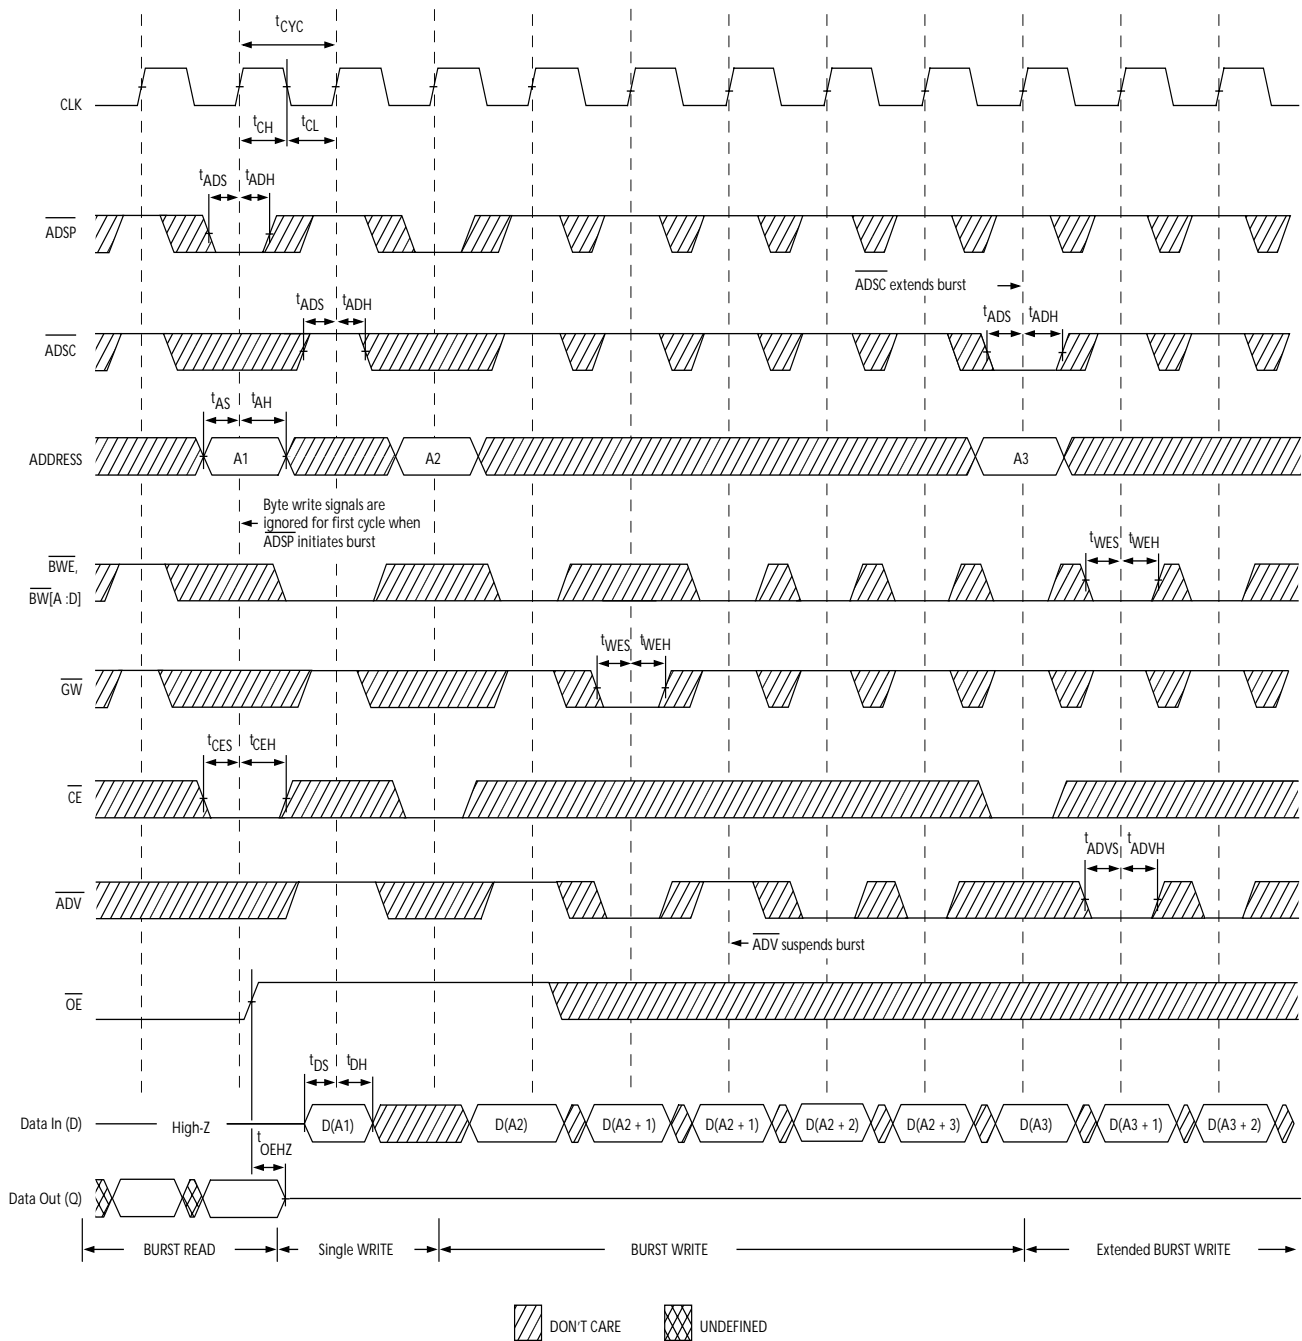 tCYC
CLK
tCH
tCL
tADS
tADH
ADSP
ADSC extends burst
tADS
tADH
tADS
tADH
ADSC
tAS
tAH
ADDRESS
A1
A2
A3
Byte write signals are
ignored for first cycle when
ADSP initiates burst
tWES
tWEH
BWE,
BW[A :D]
tWES
tWEH
GW
tCES
tCEH
CE
tADVS
tADVH
ADV
ADV suspends burst
OE
tDS
tDH
Data In (D)
High-Z
D(A1)
D(A2)
D(A2 + 1)
D(A2 + 1)
D(A2 + 2)
D(A2 + 3)
D(A3)
D(A3 + 1)
D(A3 + 2)
tOEHZ
Data Out (Q)
BURST READ
Single WRITE
BURST WRITE
Extended BURST WRITE
DON'T CARE
UNDEFINED